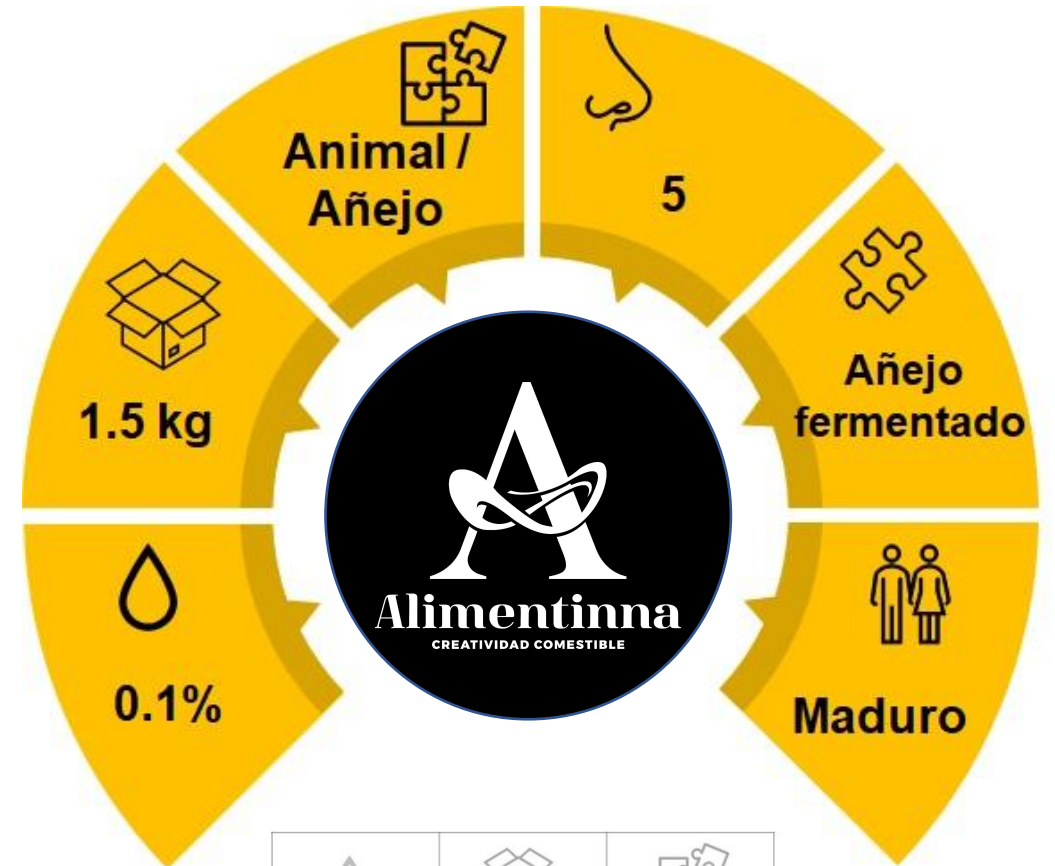 Animal /
Añejo
5
1.5 kg
Añejo
fermentado
0.1%
Maduro
Alimentinna
CREATIVIDAD COMESTIBLE